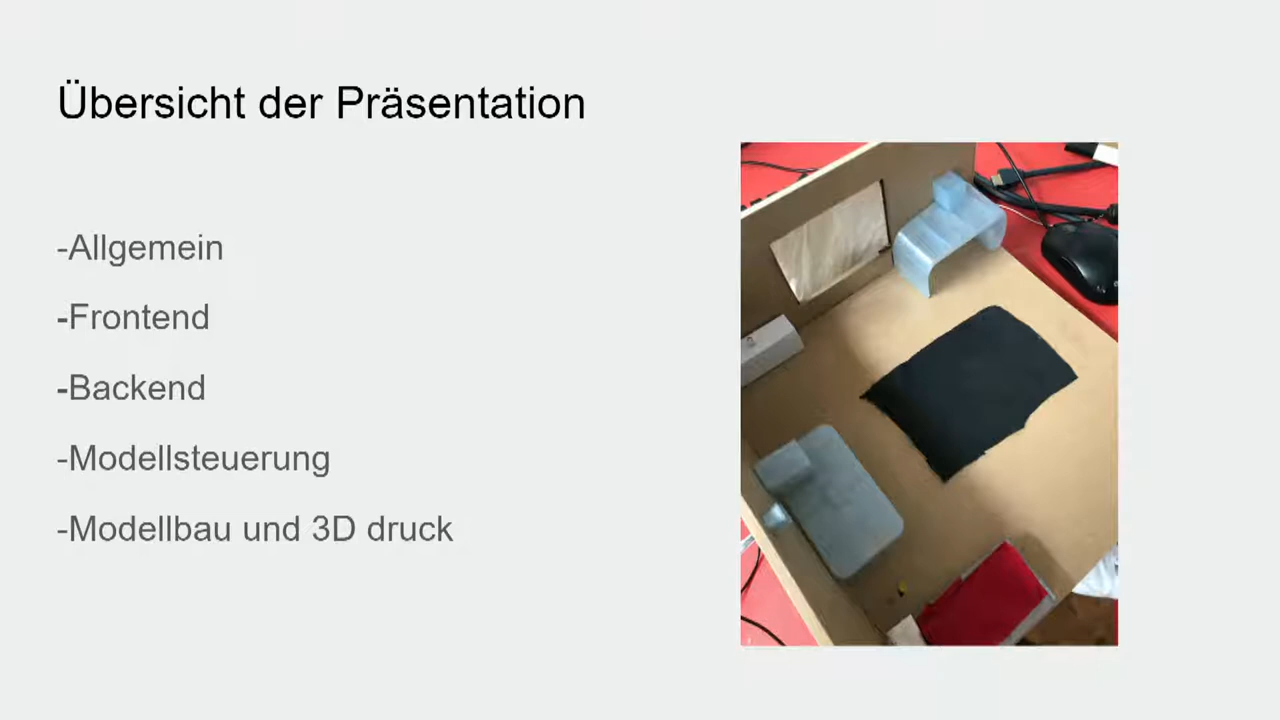 Übersicht der Präsentation
-Allgemein
-Frontend
-Backend
-Modellsteuerung
-Modellbau und 3D druck